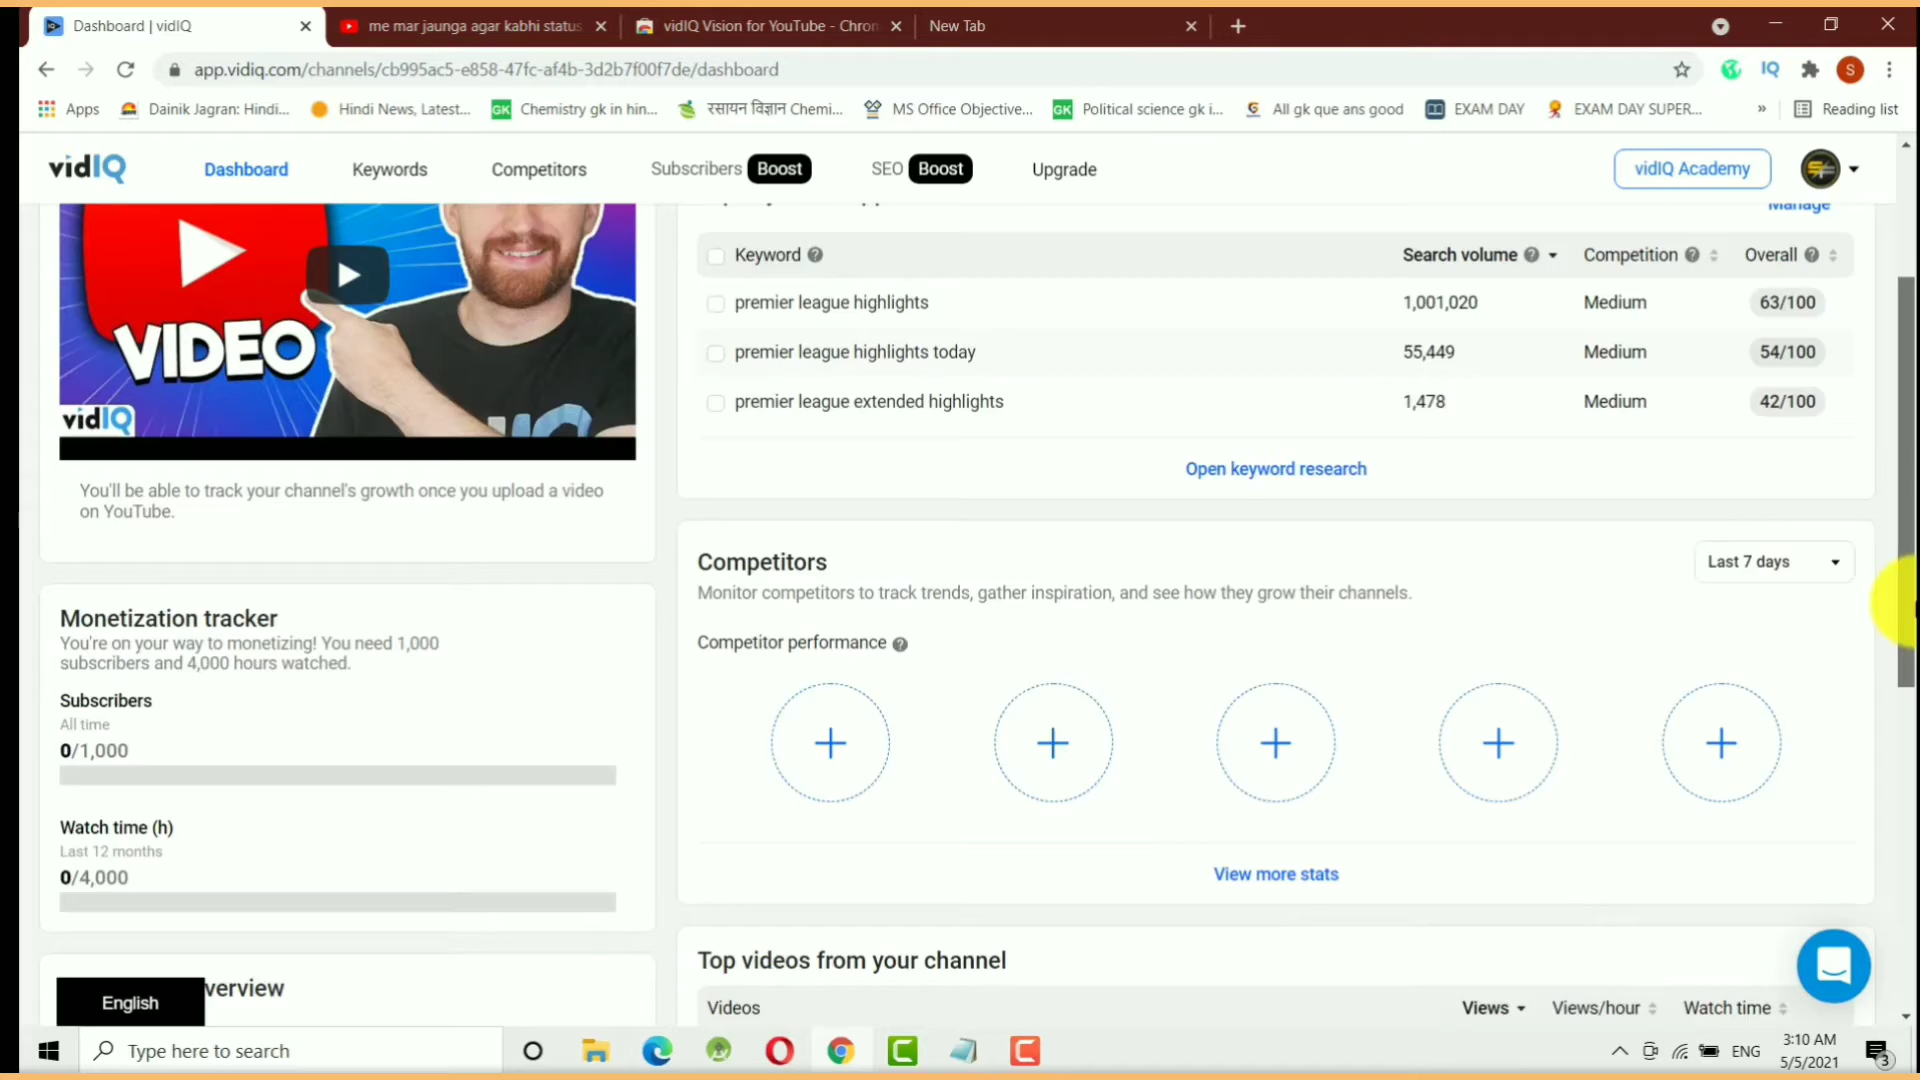 Dashboard | vidIQ
me mar jaunga agar kabhi status
vidIQ Vision for YouTube - Chron
New Tab
app.vidiq.com/channels/cb995ac5-e858-47fc-af4b-3d2b7f00f7de/dashboard
IQ
S
Apps
Dainik Jagran: Hindi...
Hindi News, Latest...
GK Chemistry gk in hin...
रसायन विज्ञान Chemi...
MS Office Objective...
GK Political science gk i...
All gk que ans good
EXAM DAY
EXAM DAY SUPER...
»
Reading list
vidIQ
Dashboard
Keywords
Competitors
Subscribers Boost
SEO Boost
Upgrade
vidIQ Academy
VIDEO
vidIQ
You'll be able to track your channel's growth once you upload a video
on YouTube.
Monetization tracker
You're on your way to monetizing! You need 1,000
subscribers and 4,000 hours watched.
Subscribers
All time
0/1,000
Watch time (h)
Last 12 months
0/4,000
verview
English
Manage
Keyword Search volume Competition Overall
premier league highlights 1,001,020 Medium 63/100
premier league highlights today 55,449 Medium 54/100
premier league extended highlights 1,478 Medium 42/100
Open keyword research
Competitors
Last 7 days
Monitor competitors to track trends, gather inspiration, and see how they grow their channels.
Competitor performance
View more stats
Top videos from your channel
Videos Views Views/hour Watch time
Type here to search
ENG
3:10 AM
5/5/2021
3